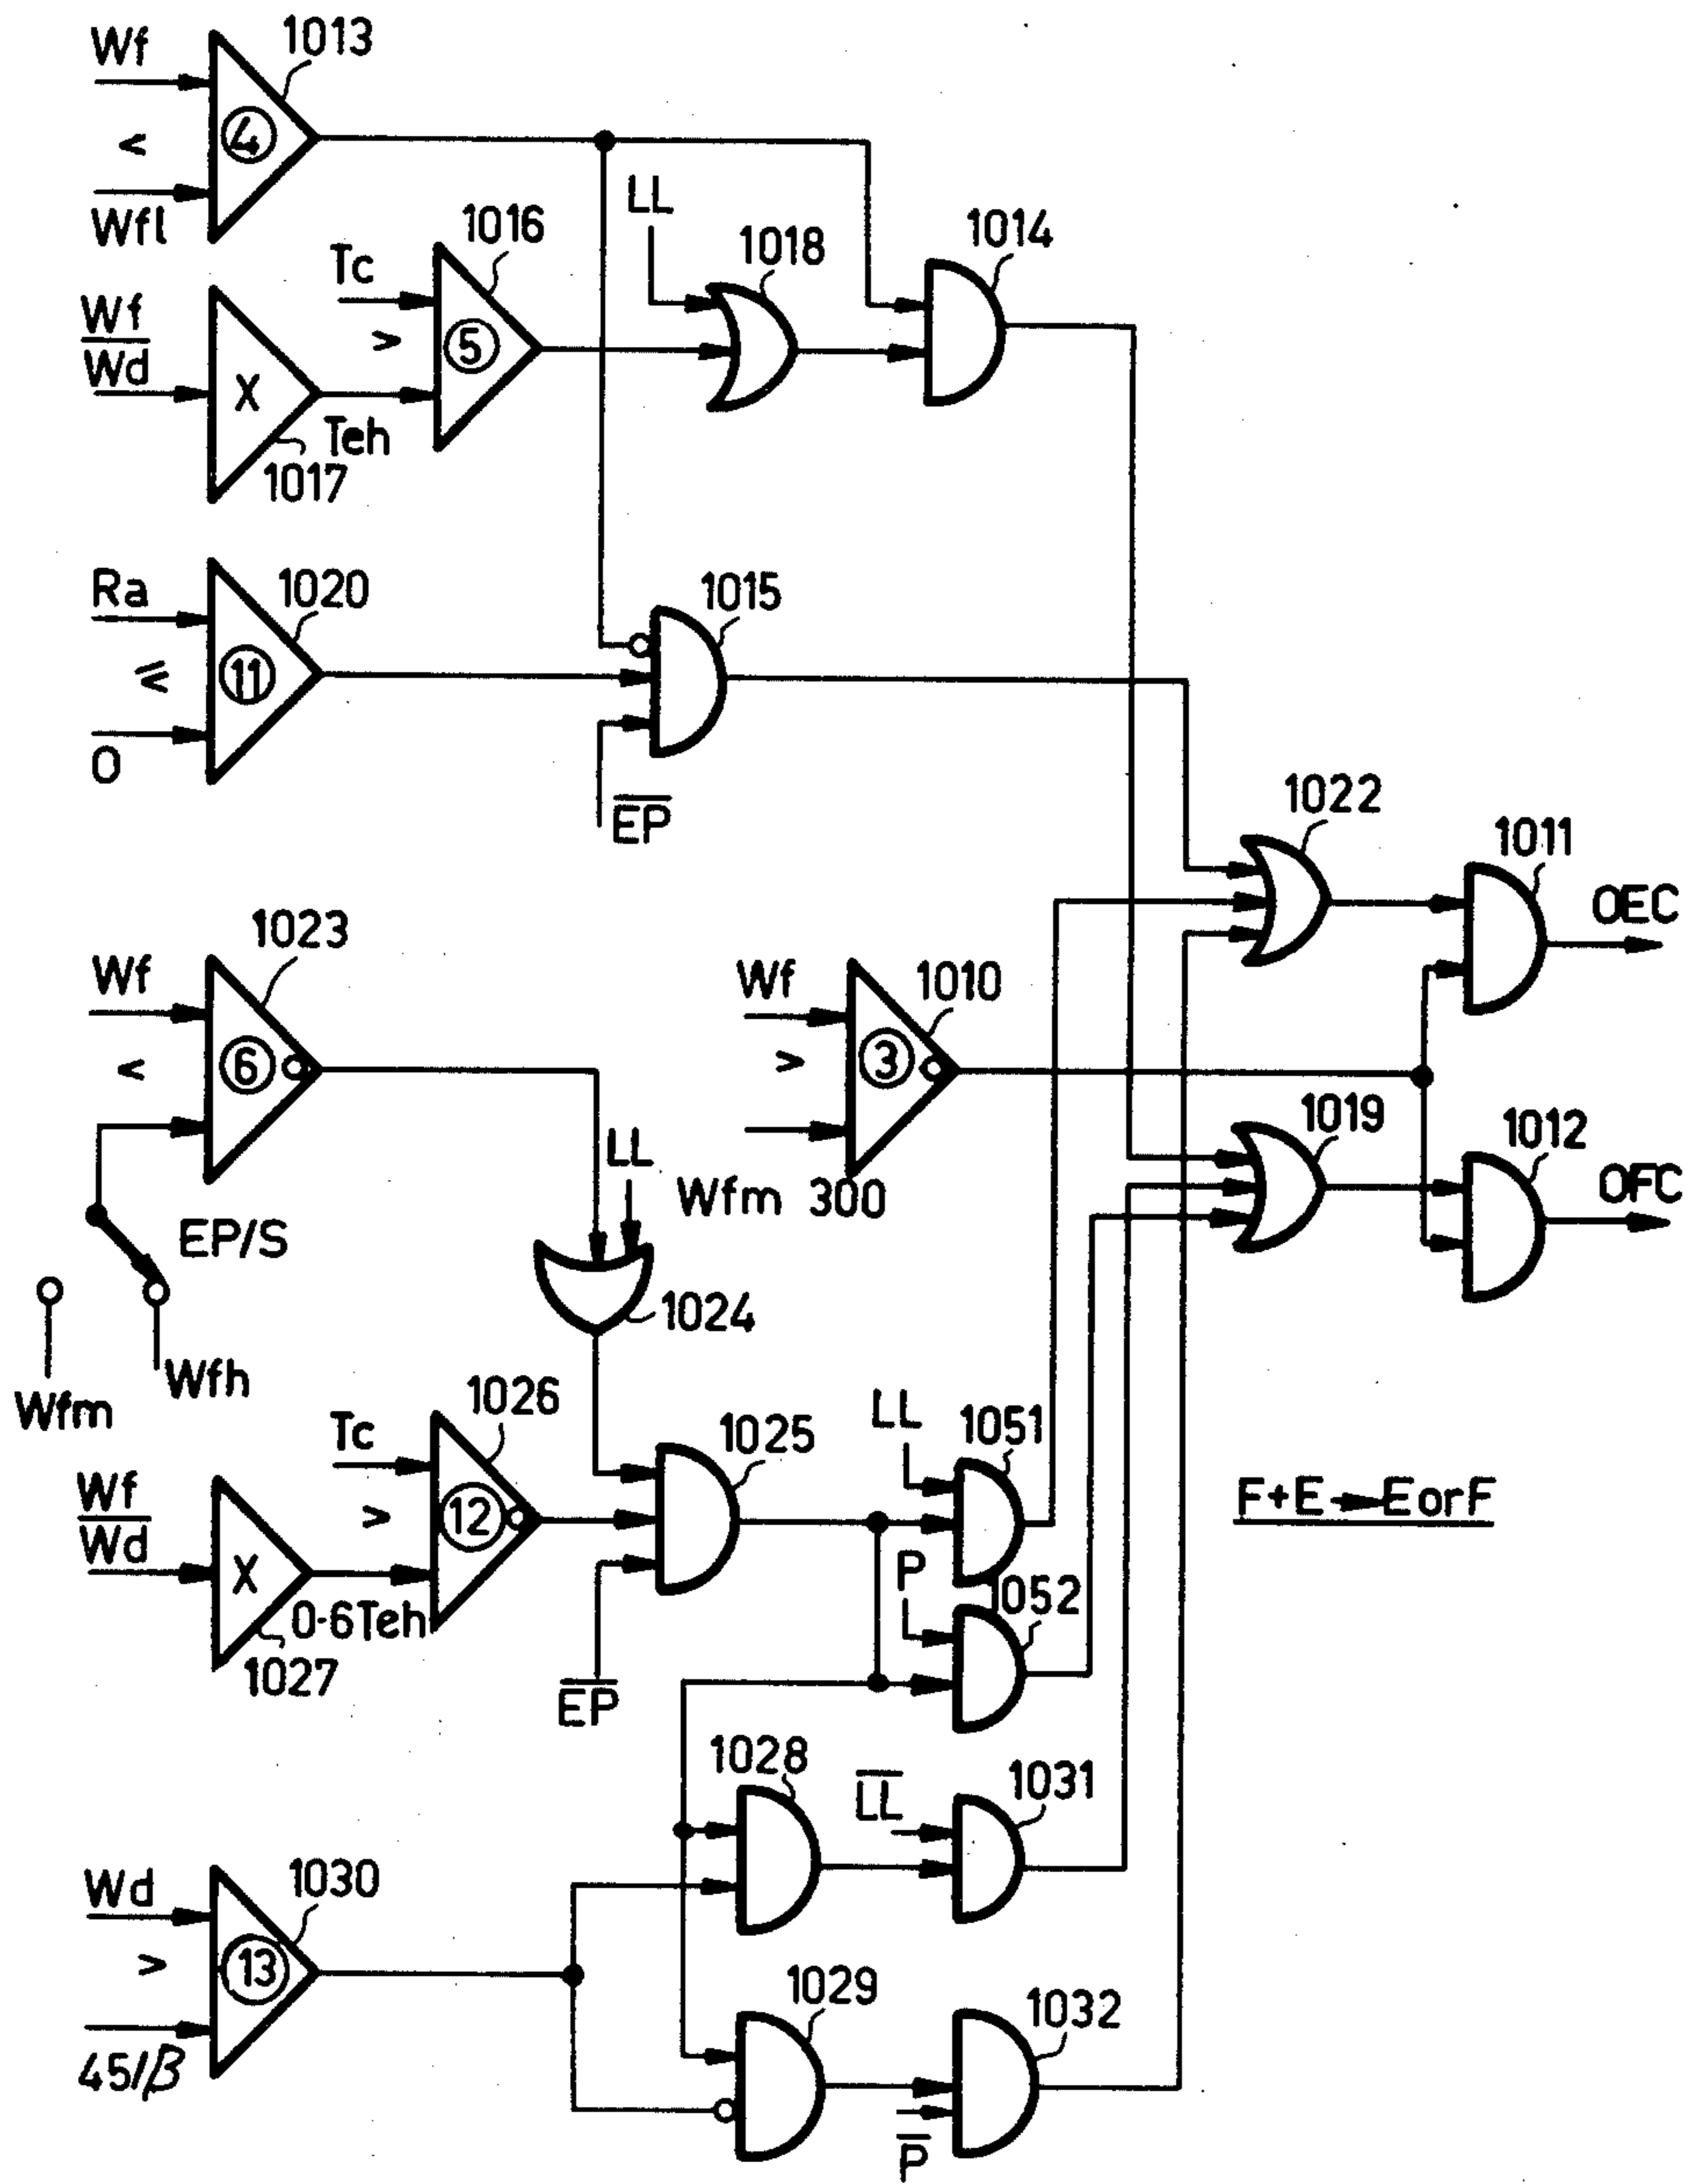 Wf
1013
4
<
Wfl
LL
1016
1018
1014
Tc
Wf
Wd
>
5
X
Teh
1017
Ra
1020
1015
≤
11
O
EP
1022
1011
OEC
1023
Wf
Wf
1010
6
<
>
3
1019
1012
LL
Wfm 300
OFC
EP/S
1024
Wfh
Wfm
1026
Tc
1025
LL
1051
Wf
Wd
>
12
F+E→EorF
X
P
1052
0·6Teh
1027
EP
1028
LL
1031
Wd
1030
>
13
1029
1032
45/β
P